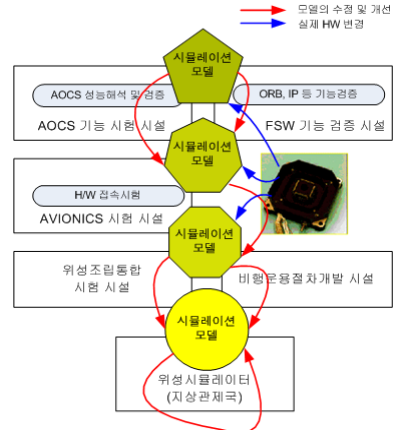 모델의 수정 및 개선
실제 HW 변경
시뮬레이션
모델
AOCS 성능해석 및 검증
ORB, IP 등 기능검증
AOCS 기능 시험 시설
FSW 기능 검증 시설
시뮬레이션
모델
H/W 접속시험
AVIONICS 시험 시설
시뮬레이션
모델
위성조립통합
시험 시설
비행운용절차개발 시설
시뮬레이션
모델
위성시뮬레이터
(지상관제국)